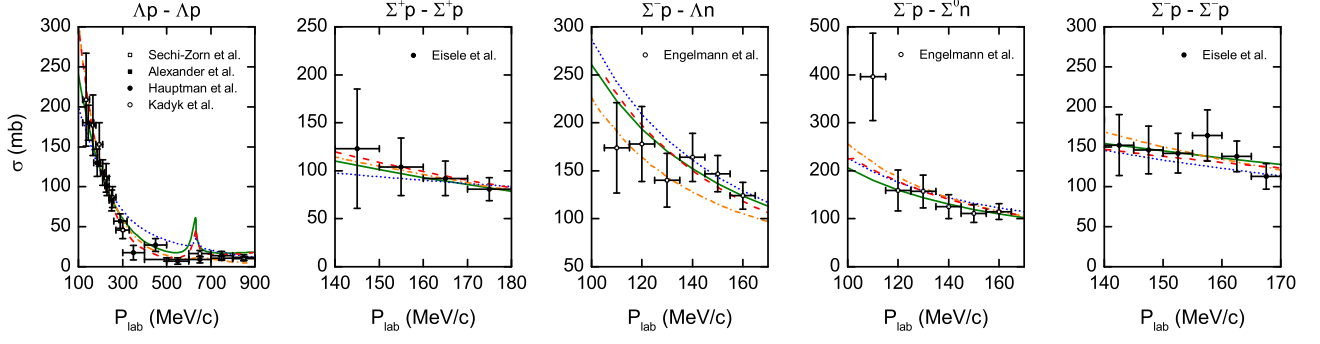 Λp - Λp
Sechi-Zorn et al.
Alexander et al.
Hauptman et al.
Kadyk et al.
σ (mb)
300
250
200
150
100
50
0
100 300 500 700 900
P_lab (MeV/c)
Σ⁺p - Σ⁺p
Eisele et al.
250
200
150
100
50
0
140 150 160 170 180
P_lab (MeV/c)
Σ⁻p - Λn
Engelmann et al.
300
250
200
150
100
50
100 120 140 160
P_lab (MeV/c)
Σ⁻p - Σ⁰n
Engelmann et al.
500
400
300
200
100
0
100 120 140 160
P_lab (MeV/c)
Σ⁻p - Σ⁻p
Eisele et al.
300
250
200
150
100
50
0
140 150 160 170
P_lab (MeV/c)